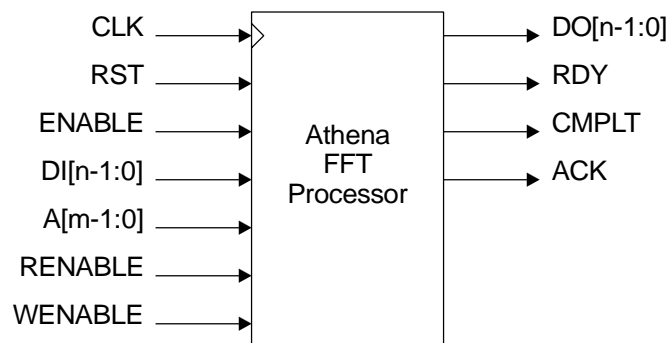 CLK
RST
ENABLE
DI[n-1:0]
A[m-1:0]
RENABLE
WENABLE
Athena
FFT
Processor
DO[n-1:0]
RDY
CMPLT
ACK